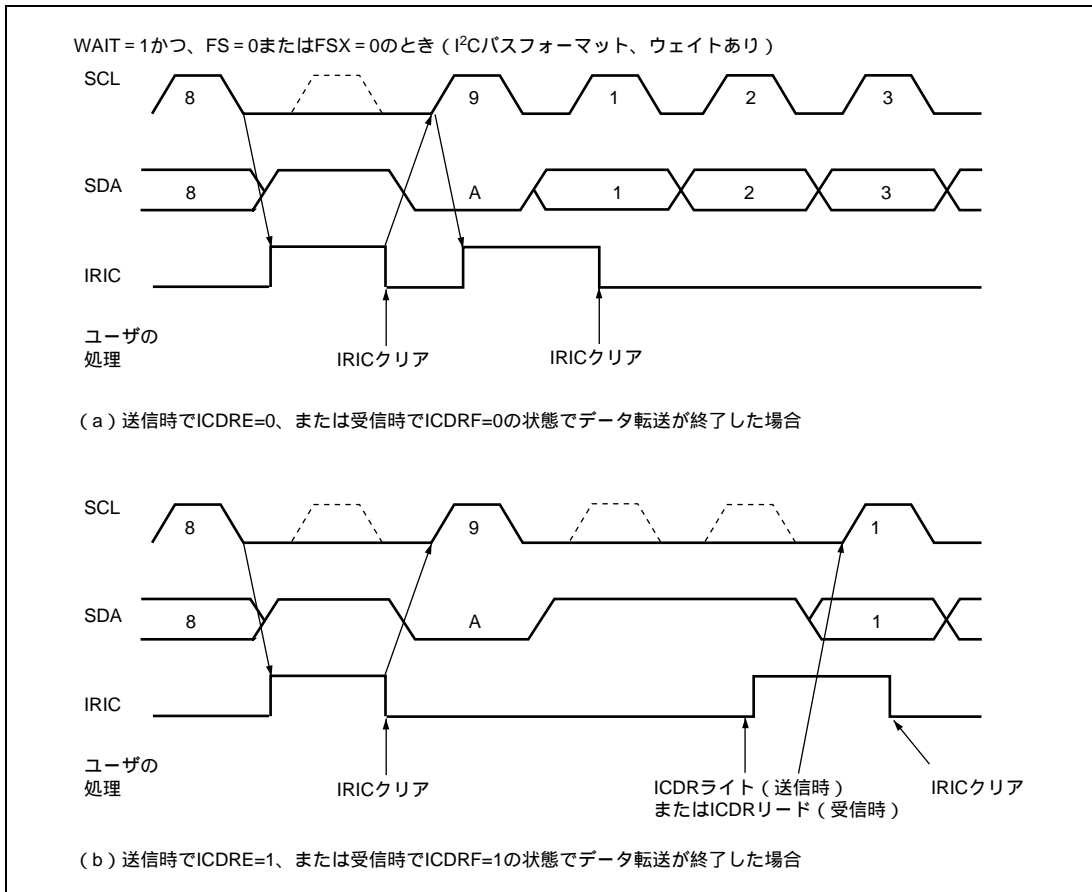 WAIT = 1かつ、FS = 0またはFSX = 0のとき（I²Cバスフォーマット、ウェイトあり）
SCL
8
9
1
2
3
SDA
8
A
1
2
3
IRIC
ユーザの
処理
IRICクリア
IRICクリア
（a）送信時でICDRE=0、または受信時でICDRF=0の状態でデータ転送が終了した場合
SCL
8
9
1
SDA
8
A
1
IRIC
ユーザの
処理
IRICクリア
ICDRライト（送信時）
またはICDRリード（受信時）
IRICクリア
（b）送信時でICDRE=1、または受信時でICDRF=1の状態でデータ転送が終了した場合